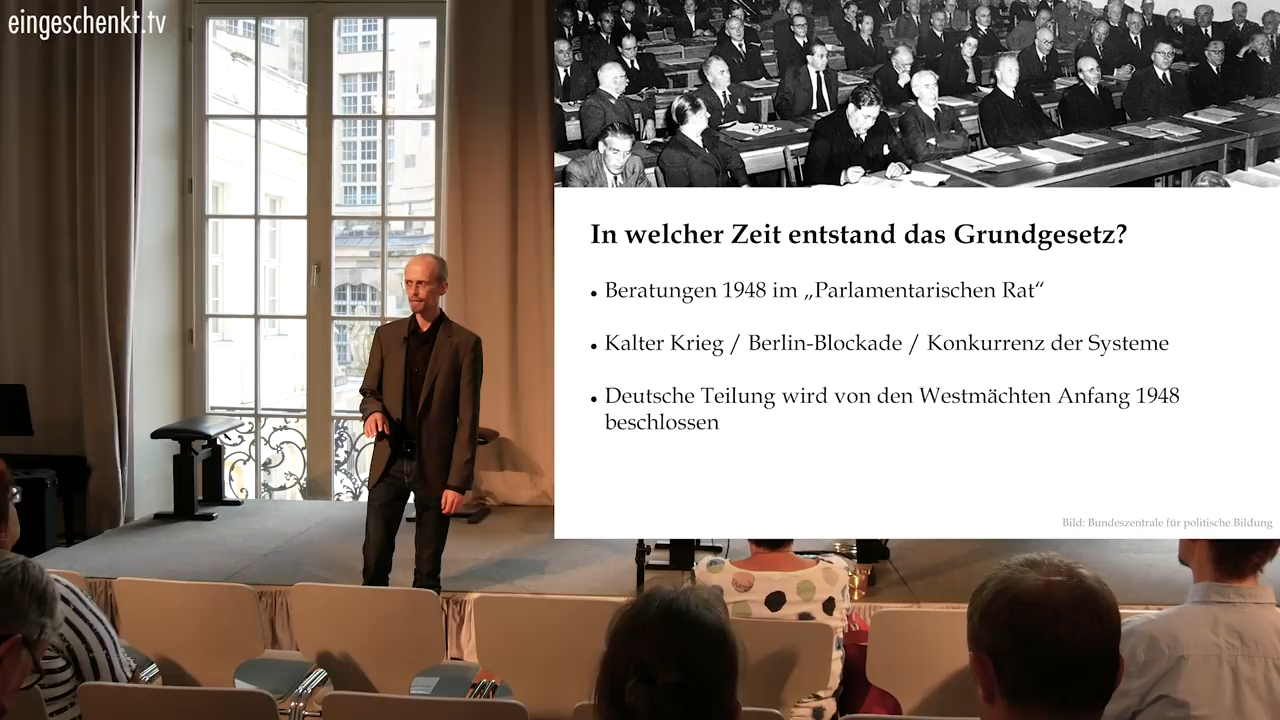 eingeschenkt.tv
In welcher Zeit entstand das Grundgesetz?
• Beratungen 1948 im „Parlamentarischen Rat“
• Kalter Krieg / Berlin-Blockade / Konkurrenz der Systeme
• Deutsche Teilung wird von den Westmächten Anfang 1948
beschlossen
Bild: Bundeszentrale für politische Bildung